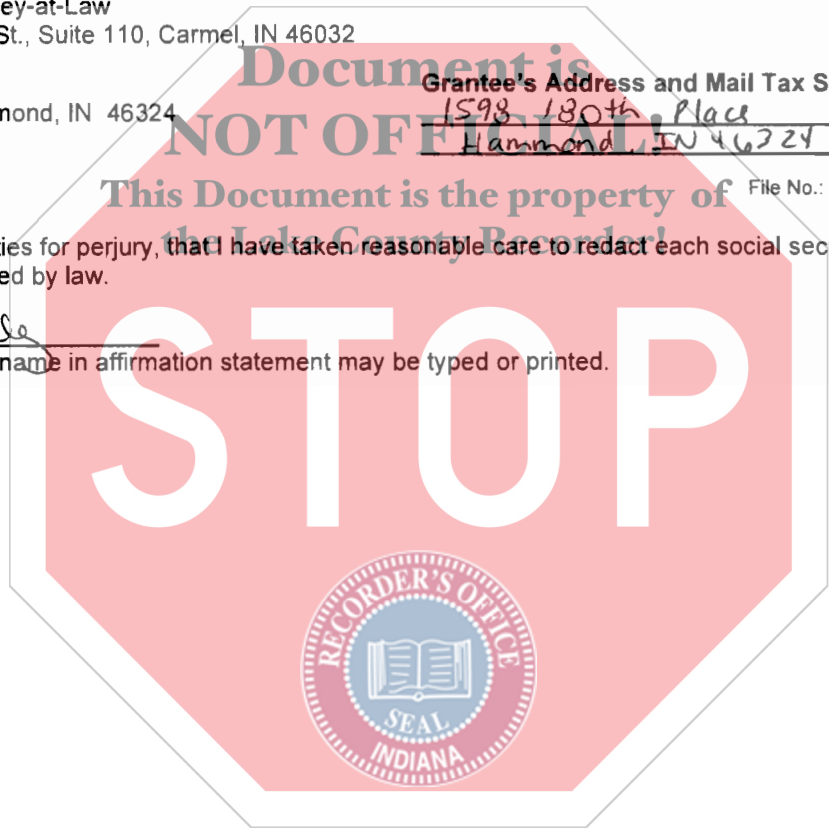 ey-at-Law
St., Suite 110, Carmel, IN 46032
Document is
Grantee's Address and Mail Tax S
1598 180th Place
mond, IN 46324
NOT OFFICIAL!
Hammond IN 46324
This Document is the property of
File No.:
the Lake County Recorder!
ties for perjury, that I have taken reasonable care to redact each social sec
ed by law.
name in affirmation statement may be typed or printed.
STOP
RECORDER'S OFFICE
SEAL
INDIANA